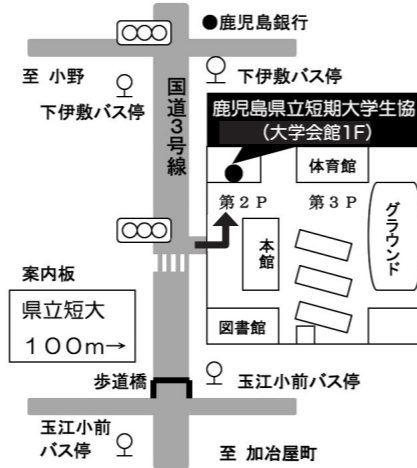 ●鹿児島銀行
至 小野
下伊敷バス停
下伊敷バス停
国道3号線
鹿児島県立短期大学生協
(大学会館1F)
体育館
第2P
第3P
グラウンド
本館
図書館
案内板
県立短大
100m→
歩道橋
玉江小前バス停
玉江小前
バス停
至 加冶屋町